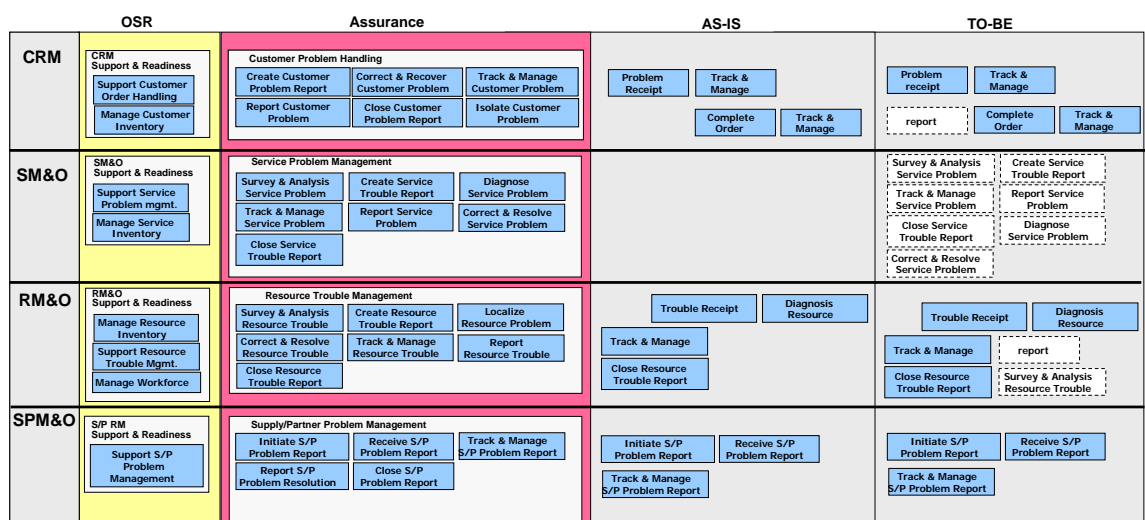 OSR
Assurance
AS-IS
TO-BE
CRM
CRM
Support & Readiness
Support Customer
Order Handling
Manage Customer
Inventory
Customer Problem Handling
Create Customer
Problem Report
Correct & Recover
Customer Problem
Track & Manage
Customer Problem
Report Customer
Problem
Close Customer
Problem Report
Isolate Customer
Problem
Problem
Receipt
Track &
Manage
Complete
Order
Track &
Manage
Problem
receipt
Track &
Manage
report
Complete
Order
Track &
Manage
SM&O
SM&O
Support & Readiness
Support Service
Problem mgmt.
Manage Service
Inventory
Service Problem Management
Survey & Analysis
Service Problem
Create Service
Trouble Report
Diagnose
Service Problem
Track & Manage
Service Problem
Report Service
Problem
Correct & Resolve
Service Problem
Close Service
Trouble Report
Survey & Analysis
Service Problem
Create Service
Trouble Report
Track & Manage
Service Problem
Report Service
Problem
Close Service
Trouble Report
Diagnose
Service Problem
Correct & Resolve
Service Problem
RM&O
RM&O
Support & Readiness
Manage Resource
Inventory
Support Resource
Trouble Mgmt.
Manage Workforce
Resource Trouble Management
Survey & Analysis
Resource Trouble
Create Resource
Trouble Report
Localize
Resource Problem
Correct & Resolve
Resource Trouble
Track & Manage
Resource Trouble
Report
Resource Trouble
Close Resource
Trouble Report
Trouble Receipt
Diagnosis
Resource
Track & Manage
Close Resource
Trouble Report
Trouble Receipt
Diagnosis
Resource
Track & Manage
report
Close Resource
Trouble Report
Survey & Analysis
Resource Trouble
SPM&O
S/P RM
Support & Readiness
Support S/P
Problem
Management
Supply/Partner Problem Management
Initiate S/P
Problem Report
Receive S/P
Problem Report
Track & Manage
S/P Problem Report
Report S/P
Problem Resolution
Close S/P
Problem Report
Initiate S/P
Problem Report
Receive S/P
Problem Report
Track & Manage
S/P Problem Report
Initiate S/P
Problem Report
Receive S/P
Problem Report
Track & Manage
S/P Problem Report